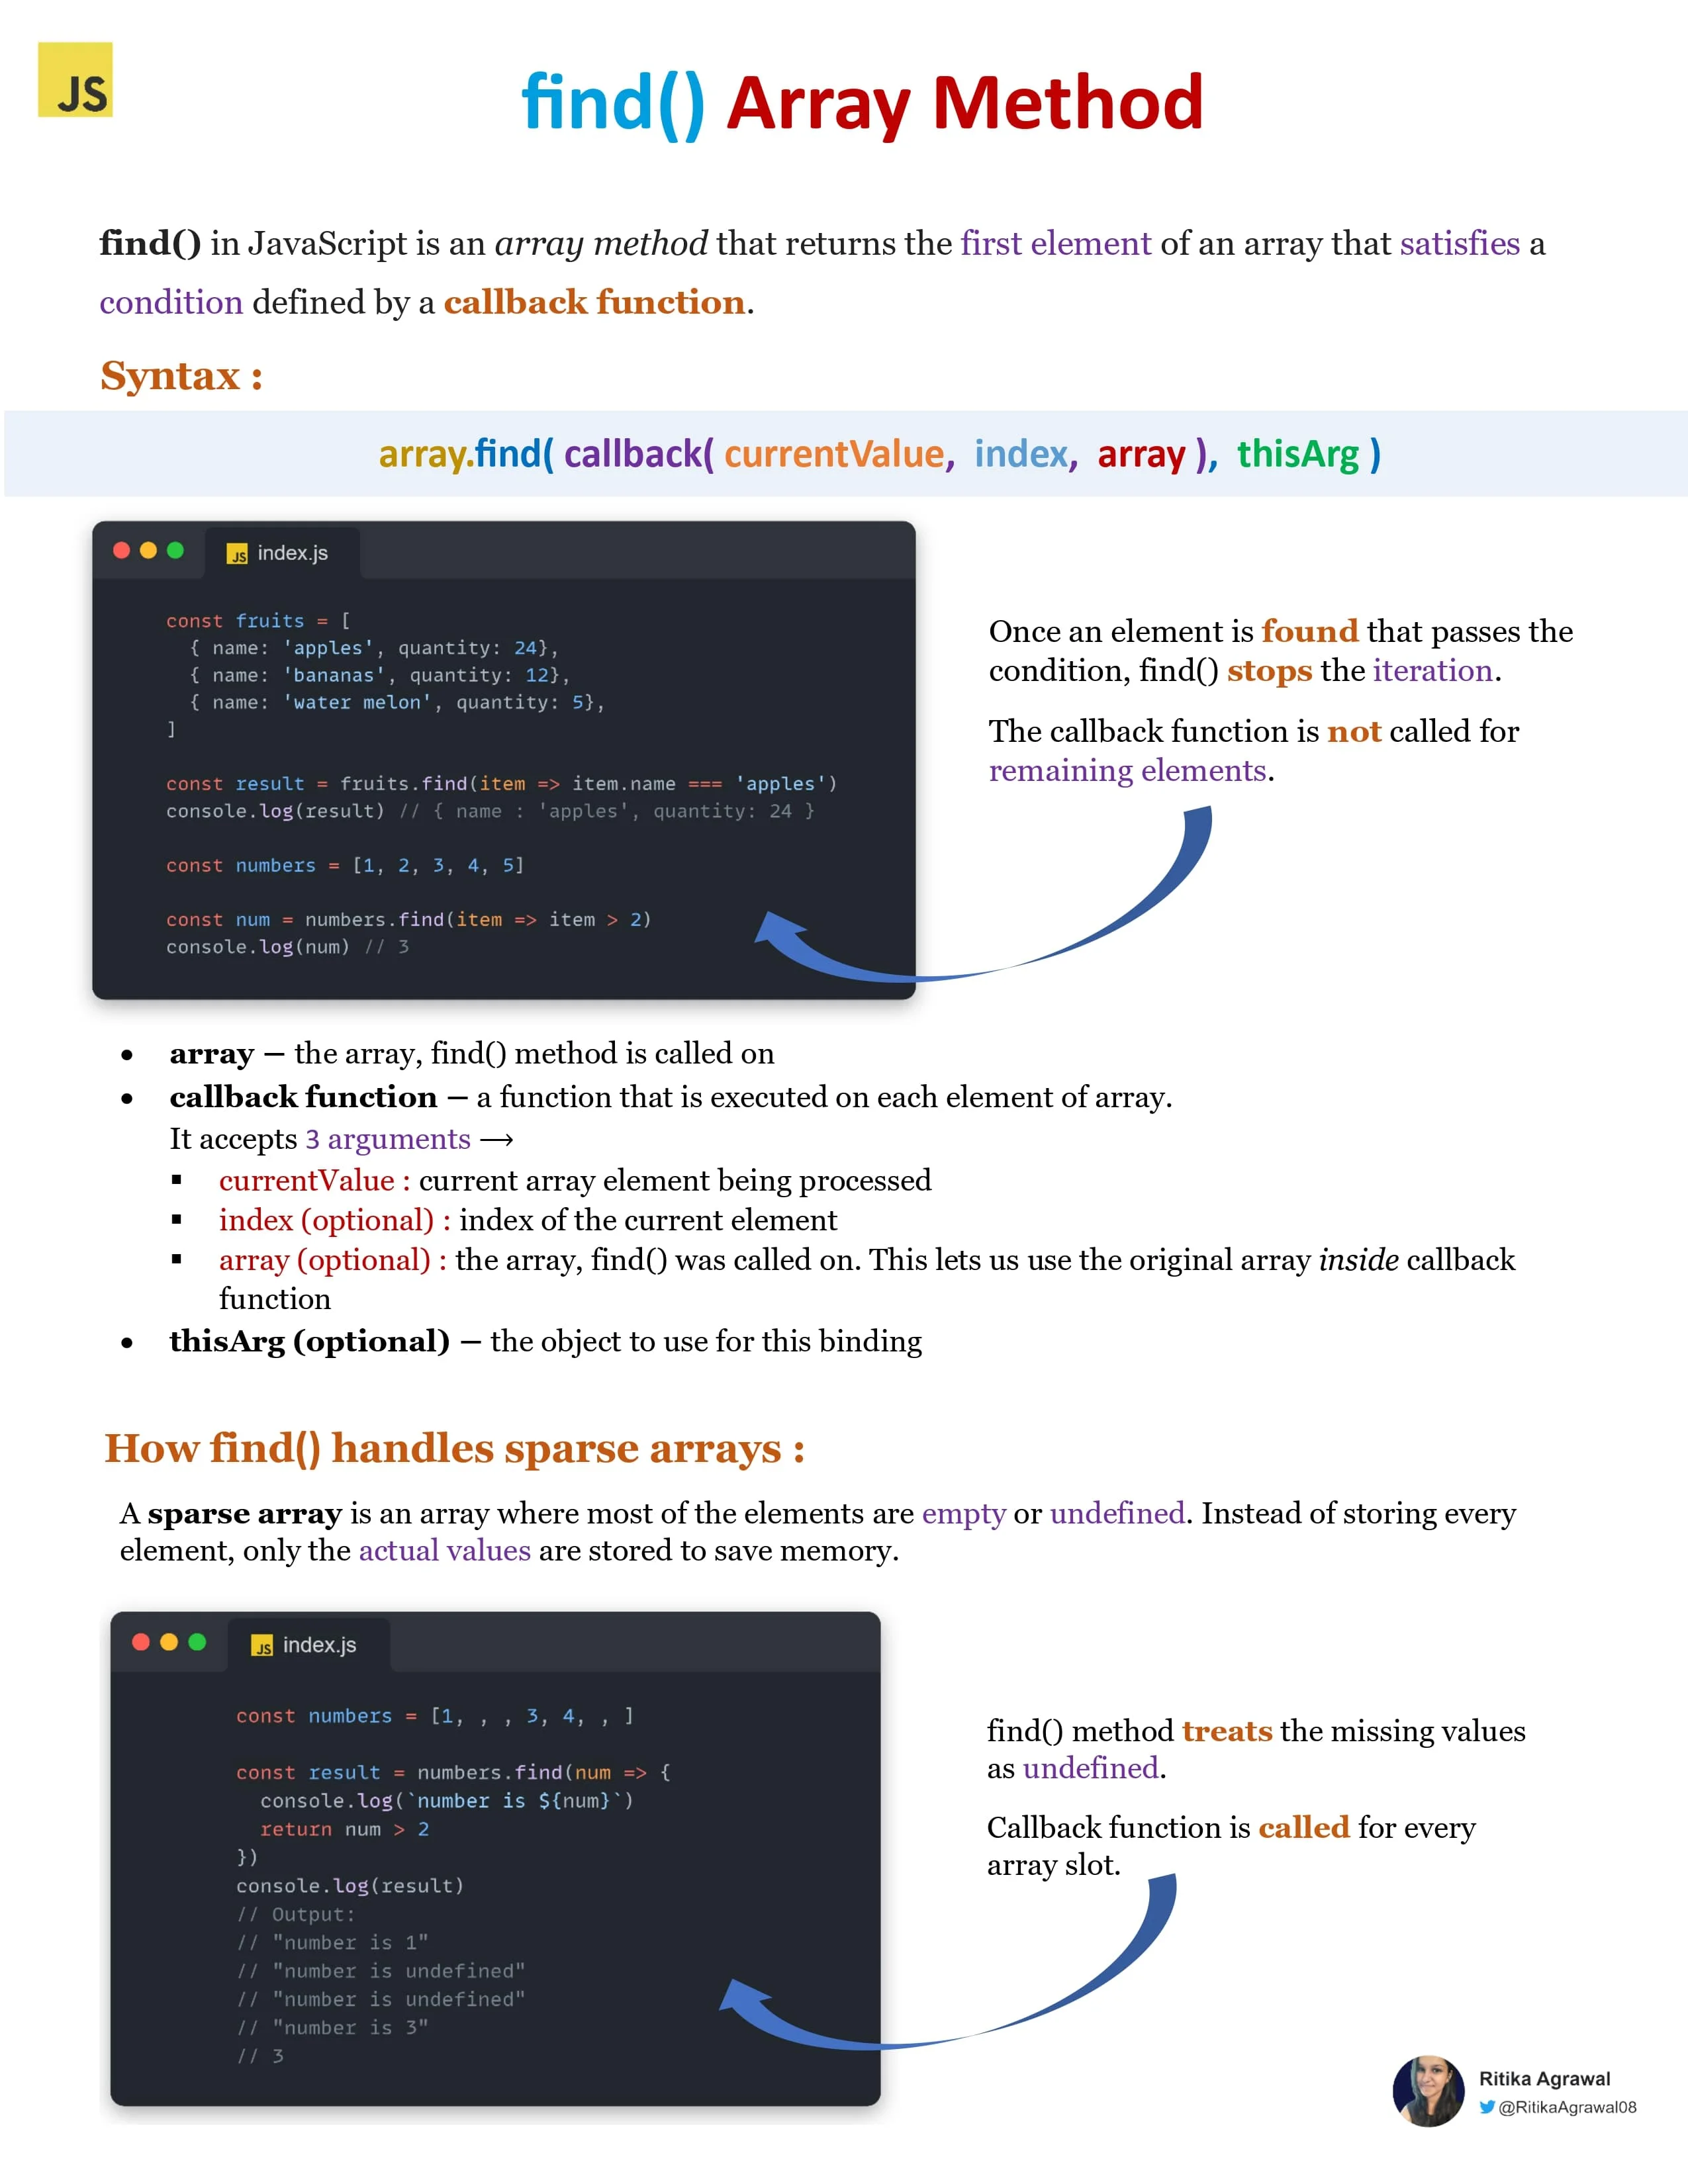 JS
find() Array Method
find() in JavaScript is an array method that returns the first element of an array that satisfies a
condition defined by a callback function.
Syntax :
array.find( callback( currentValue, index, array ), thisArg )
JS index.js
const fruits = [
{ name: 'apples', quantity: 24},
{ name: 'bananas', quantity: 12},
{ name: 'water melon', quantity: 5},
]
const result = fruits.find(item => item.name === 'apples')
console.log(result) // { name : 'apples', quantity: 24 }
const numbers = [1, 2, 3, 4, 5]
const num = numbers.find(item => item > 2)
console.log(num) // 3
Once an element is found that passes the
condition, find() stops the iteration.
The callback function is not called for
remaining elements.
• array – the array, find() method is called on
• callback function – a function that is executed on each element of array.
It accepts 3 arguments ⟶
▪ currentValue : current array element being processed
▪ index (optional) : index of the current element
▪ array (optional) : the array, find() was called on. This lets us use the original array inside callback
function
• thisArg (optional) – the object to use for this binding
How find() handles sparse arrays :
A sparse array is an array where most of the elements are empty or undefined. Instead of storing every
element, only the actual values are stored to save memory.
JS index.js
const numbers = [1, , , 3, 4, , ]
const result = numbers.find(num => {
console.log(`number is ${num}`)
return num > 2
})
console.log(result)
// Output:
// "number is 1"
// "number is undefined"
// "number is undefined"
// "number is 3"
// 3
find() method treats the missing values
as undefined.
Callback function is called for every
array slot.
Ritika Agrawal
@RitikaAgrawal08